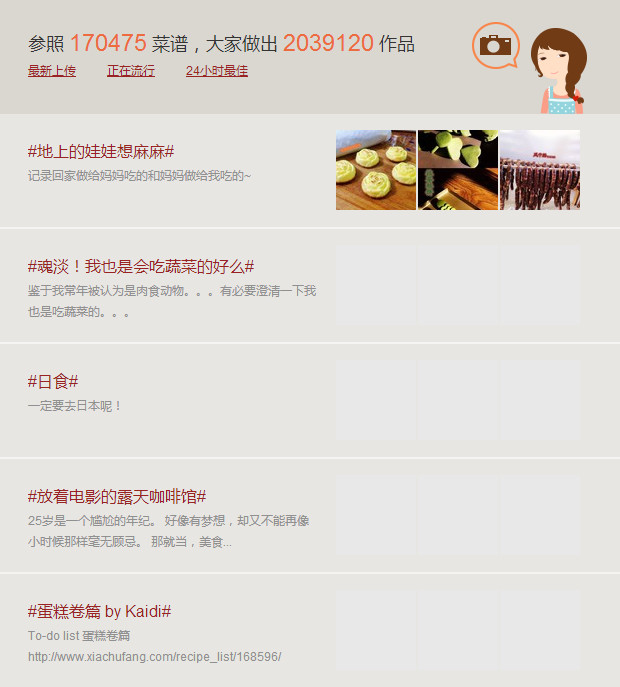 参照 170475 菜谱，大家做出 2039120 作品
最新上传 正在流行 24小时最佳
#地上的娃娃想麻麻#
记录回家做给妈妈吃的和妈妈做给我吃的~
#魂淡！我也是会吃蔬菜的好么#
鉴于我常年被认为是肉食动物。。。有必要澄清一下我
也是吃蔬菜的。。。
#日食#
一定要去日本呢！
#放着电影的露天咖啡馆#
25岁是一个尴尬的年纪。 好像有梦想，却又不能再像
小时候那样毫无顾忌。 那就当，美食...
#蛋糕卷篇 by Kaidi#
To-do list 蛋糕卷篇
http://www.xiachufang.com/recipe_list/168596/